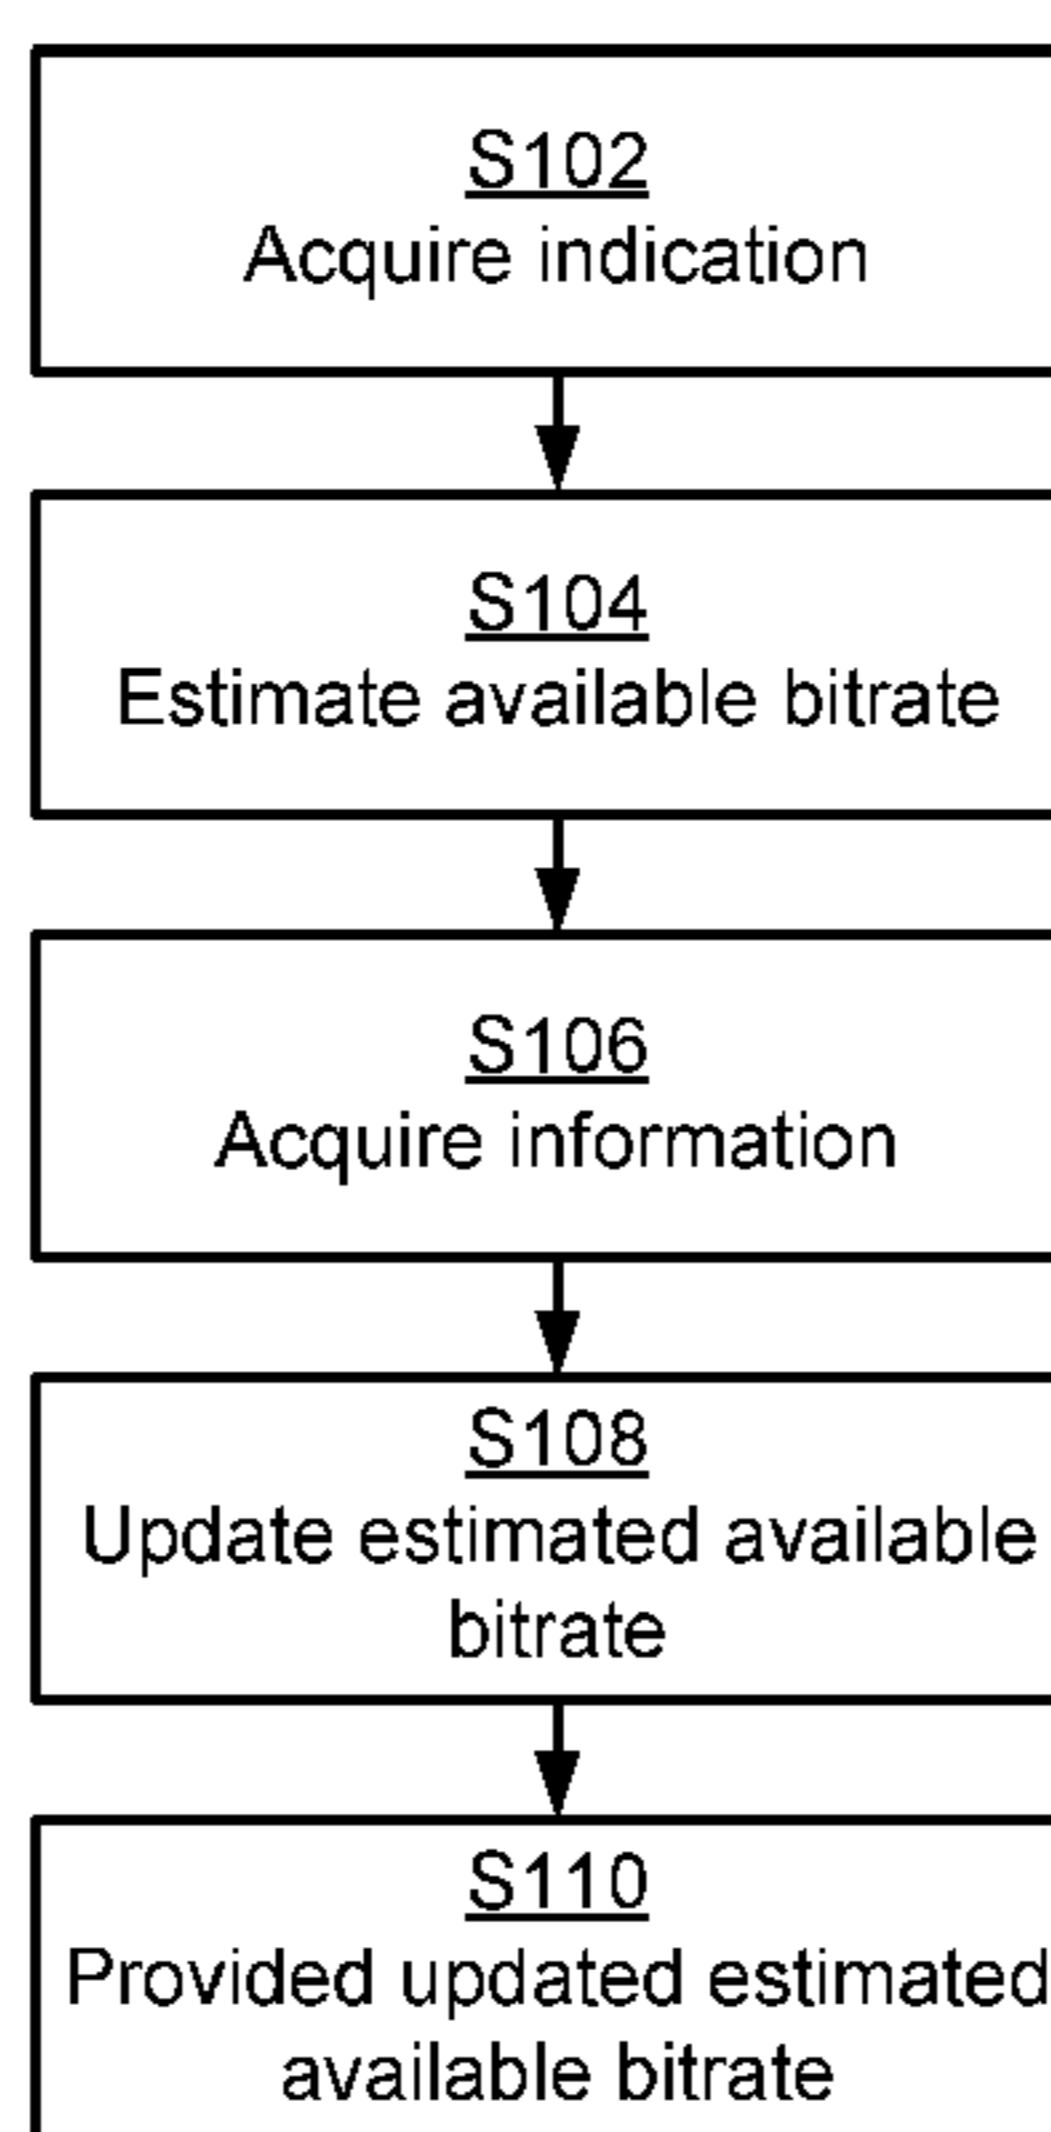 S102
Acquire indication
S104
Estimate available bitrate
S106
Acquire information
S108
Update estimated available
bitrate
S110
Provided updated estimated
available bitrate